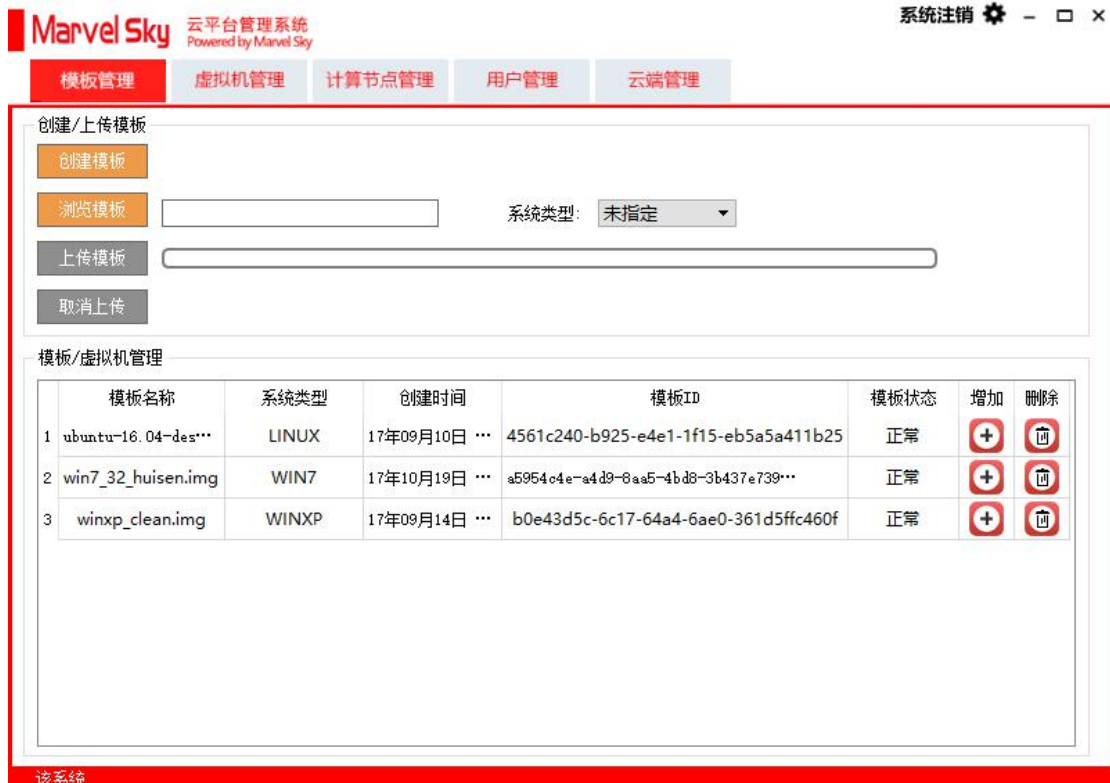 Marvel Sky 云平台管理系统 系统注销
Powered by Marvel Sky
模板管理 虚拟机管理 计算节点管理 用户管理 云端管理
创建/上传模板
创建模板
浏览模板 系统类型: 未指定
上传模板
取消上传
模板/虚拟机管理
模板名称 系统类型 创建时间 模板ID 模板状态 增加 删除
1 ubuntu-16.04-des… LINUX 17年09月10日 … 4561c240-b925-e4e1-1f15-eb5a5a411b25 正常
2 win7_32_huisen.img WIN7 17年10月19日 … a5954c4e-a4d9-8aa5-4bd8-3b437e739… 正常
3 winxp_clean.img WINXP 17年09月14日 … b0e43d5c-6c17-64a4-6ae0-361d5ffc460f 正常
该系统